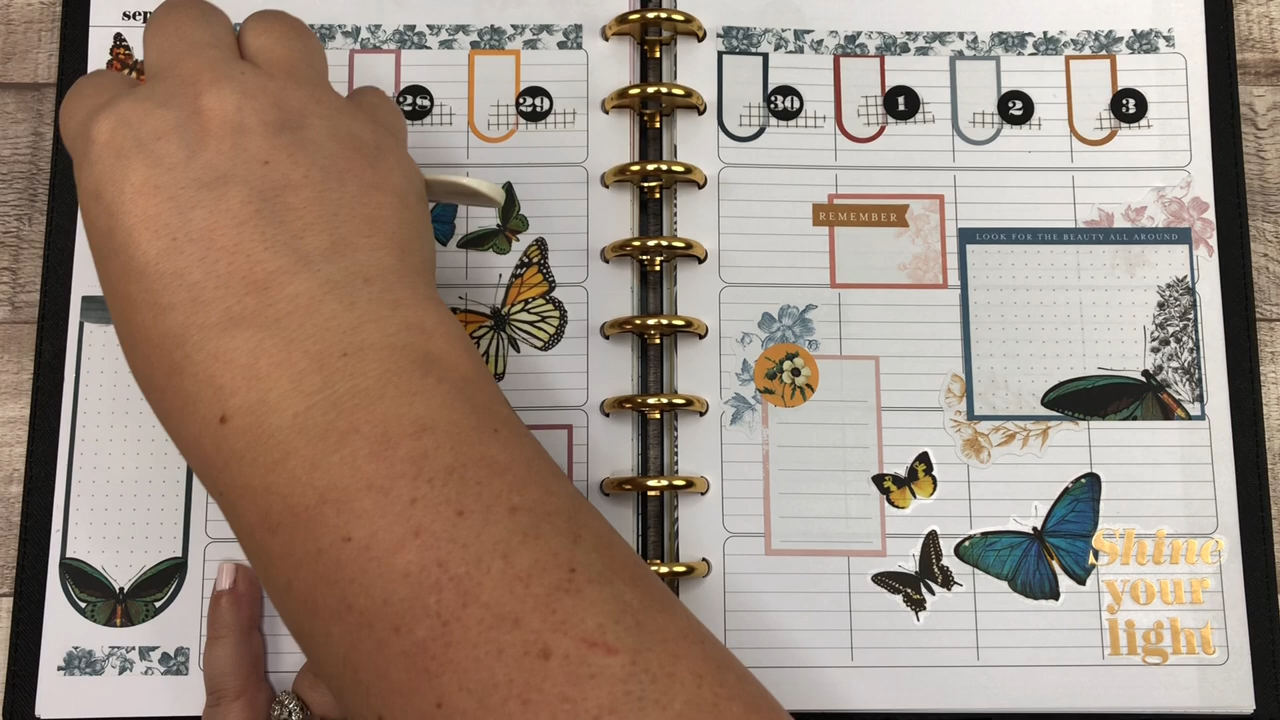 sep
28
29
30
1
2
3
REMEMBER
LOOK FOR THE BEAUTY ALL AROUND
Shine
your
light